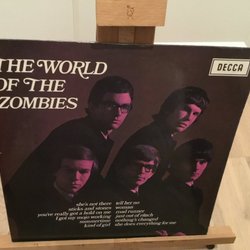 THE WORLD
OF THE
ZOMBIES
DECCA
she's not there
sticks and stones
you've really got a hold on me
I got my mojo working
summertime
kind of girl
tell her no
woman
road runner
just out of reach
nothing's changed
she does everything for me